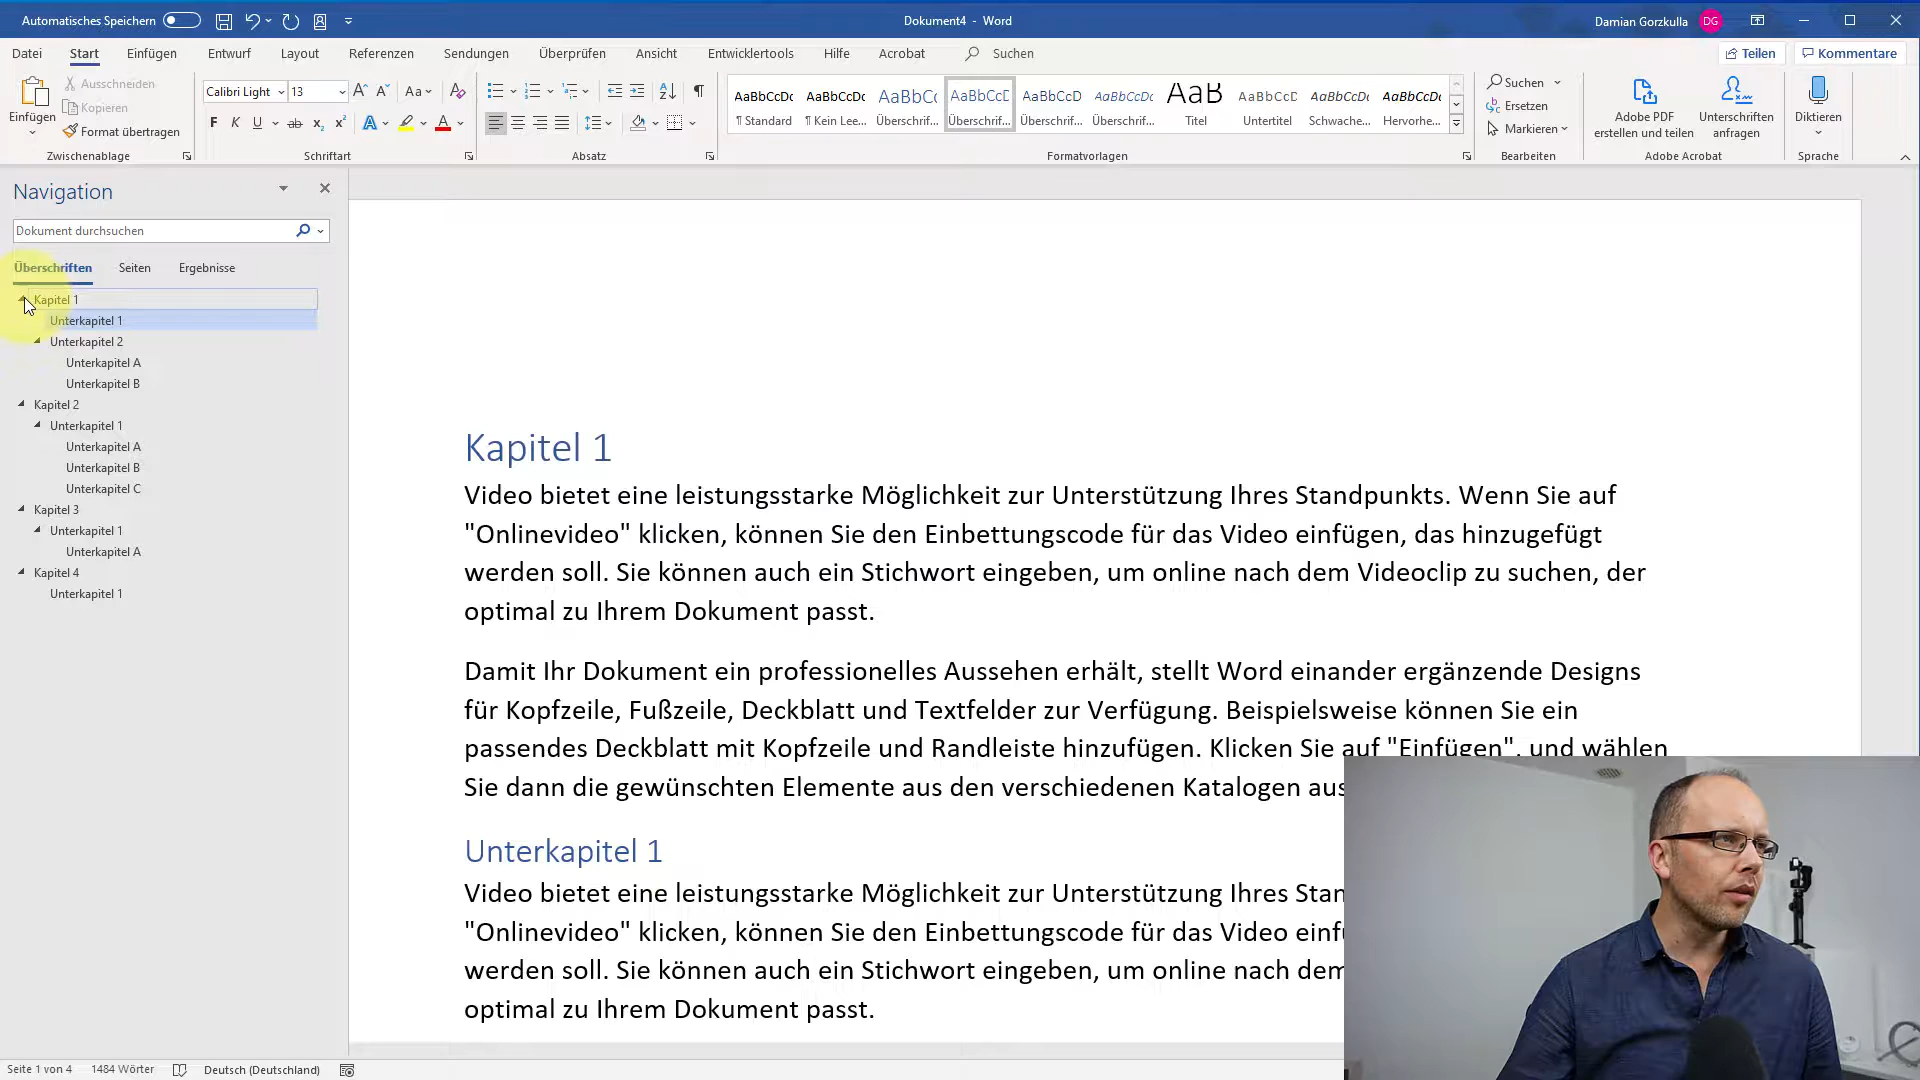 Automatisches Speichern
Dokument4 - Word
Damian Gorzkulla DG
Datei Start Einfügen Entwurf Layout Referenzen Sendungen Überprüfen Ansicht Entwicklertools Hilfe Acrobat Suchen Teilen Kommentare
Einfügen
Ausschneiden
Kopieren
Format übertragen
Zwischenablage
Calibri Light 13 Aa
F K U ab x₂ x² A A
Schriftart
Absatz
AaBbCcDc AaBbCcDc AaBbCc AaBbCcD AaBbCcD AaBbCcDc AaB AaBbCcD AaBbCcDc AaBbCcDc
¶ Standard ¶ Kein Lee... Überschrif... Überschrif... Überschrif... Überschrif... Titel Untertitel Schwache... Hervorhe...
Formatvorlagen
Suchen
Ersetzen
Markieren
Bearbeiten
Adobe PDF
erstellen und teilen
Unterschriften
anfragen
Adobe Acrobat
Diktieren
Sprache
Navigation
Dokument durchsuchen
Überschriften Seiten Ergebnisse
Kapitel 1
Unterkapitel 1
Unterkapitel 2
Unterkapitel A
Unterkapitel B
Kapitel 2
Unterkapitel 1
Unterkapitel A
Unterkapitel B
Unterkapitel C
Kapitel 3
Unterkapitel 1
Unterkapitel A
Kapitel 4
Unterkapitel 1
Kapitel 1
Video bietet eine leistungsstarke Möglichkeit zur Unterstützung Ihres Standpunkts. Wenn Sie auf
"Onlinevideo" klicken, können Sie den Einbettungscode für das Video einfügen, das hinzugefügt
werden soll. Sie können auch ein Stichwort eingeben, um online nach dem Videoclip zu suchen, der
optimal zu Ihrem Dokument passt.
Damit Ihr Dokument ein professionelles Aussehen erhält, stellt Word einander ergänzende Designs
für Kopfzeile, Fußzeile, Deckblatt und Textfelder zur Verfügung. Beispielsweise können Sie ein
passendes Deckblatt mit Kopfzeile und Randleiste hinzufügen. Klicken Sie auf "Einfügen", und wählen
Sie dann die gewünschten Elemente aus den verschiedenen Katalogen aus
Unterkapitel 1
Video bietet eine leistungsstarke Möglichkeit zur Unterstützung Ihres Stan
"Onlinevideo" klicken, können Sie den Einbettungscode für das Video einf
werden soll. Sie können auch ein Stichwort eingeben, um online nach dem
optimal zu Ihrem Dokument passt.
Seite 1 von 4 1484 Wörter Deutsch (Deutschland)